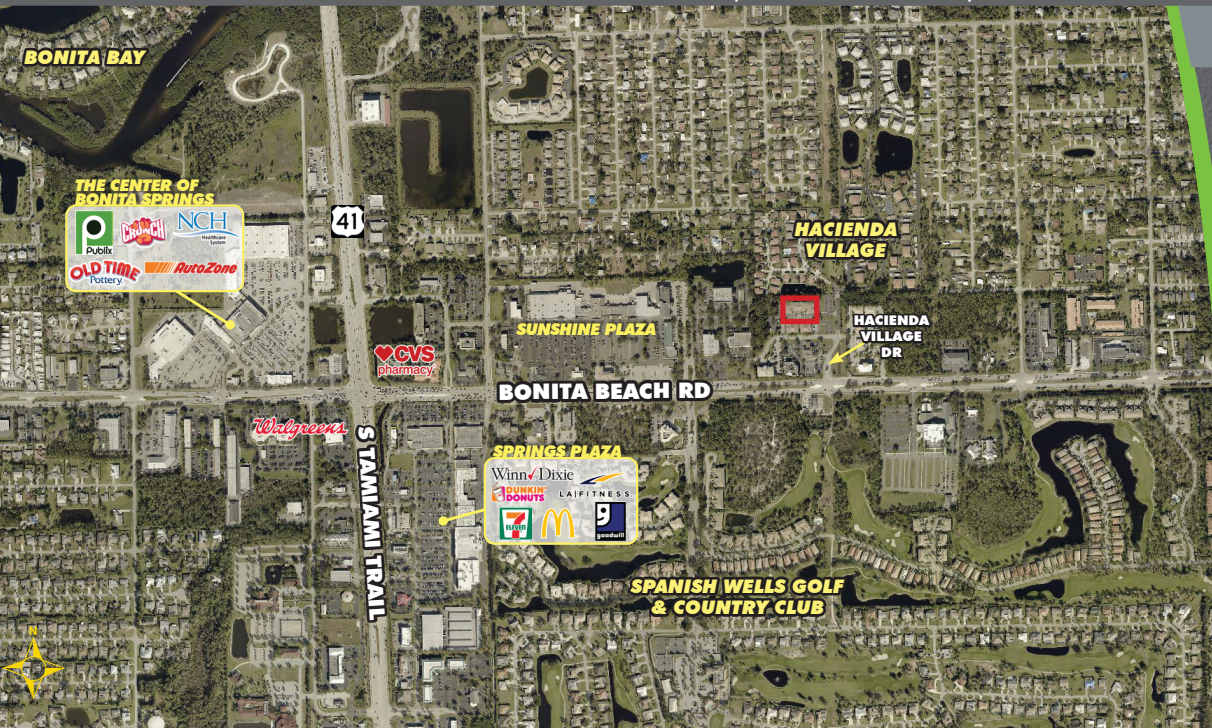 BONITA BAY
THE CENTER OF
BONITA SPRINGS
Publix
CRUNCH
NCH
Healthcare
System
OLD TIME
Pottery
AutoZone
41
HACIENDA
VILLAGE
SUNSHINE PLAZA
HACIENDA
VILLAGE
DR
CVS
pharmacy
BONITA BEACH RD
Walgreens
S TAMIAMI TRAIL
SPRINGS PLAZA
Winn Dixie
DUNKIN'
DONUTS
LA|FITNESS
7
ELEVEN
M
g
goodwill
SPANISH WELLS GOLF
& COUNTRY CLUB
N